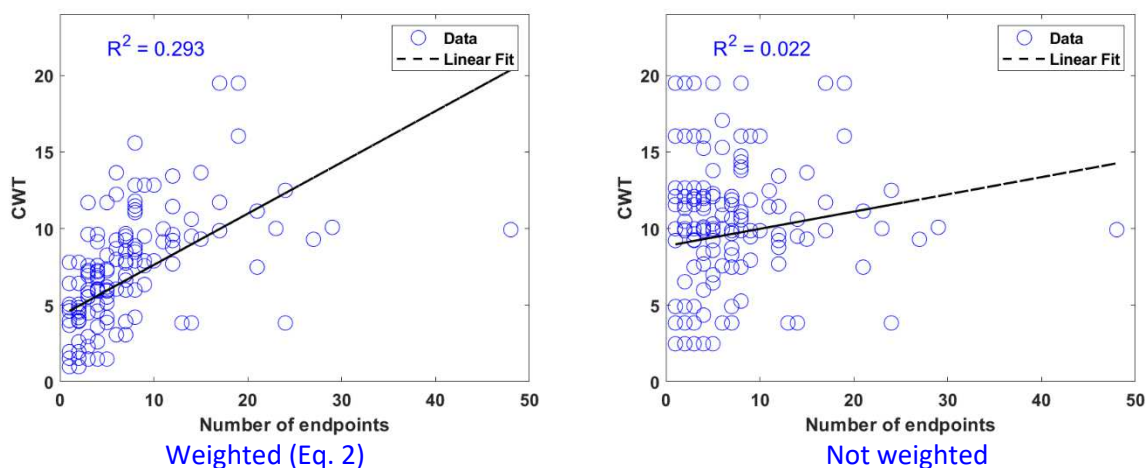 R² = 0.293
Data
Linear Fit
CWT
20
15
10
5
0
0 10 20 30 40 50
Number of endpoints
Weighted (Eq. 2)
R² = 0.022
Data
Linear Fit
CWT
20
15
10
5
0
0 10 20 30 40 50
Number of endpoints
Not weighted